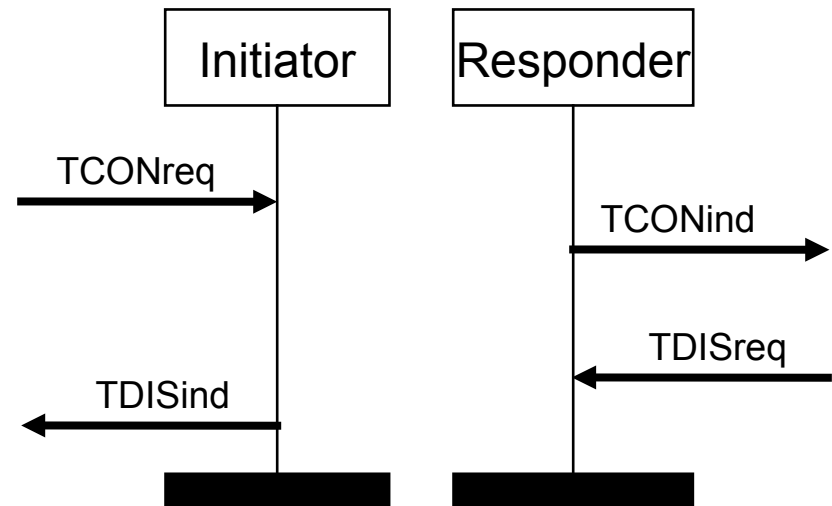 Initiator
Responder
TCONreq
TCONind
TDISreq
TDISind